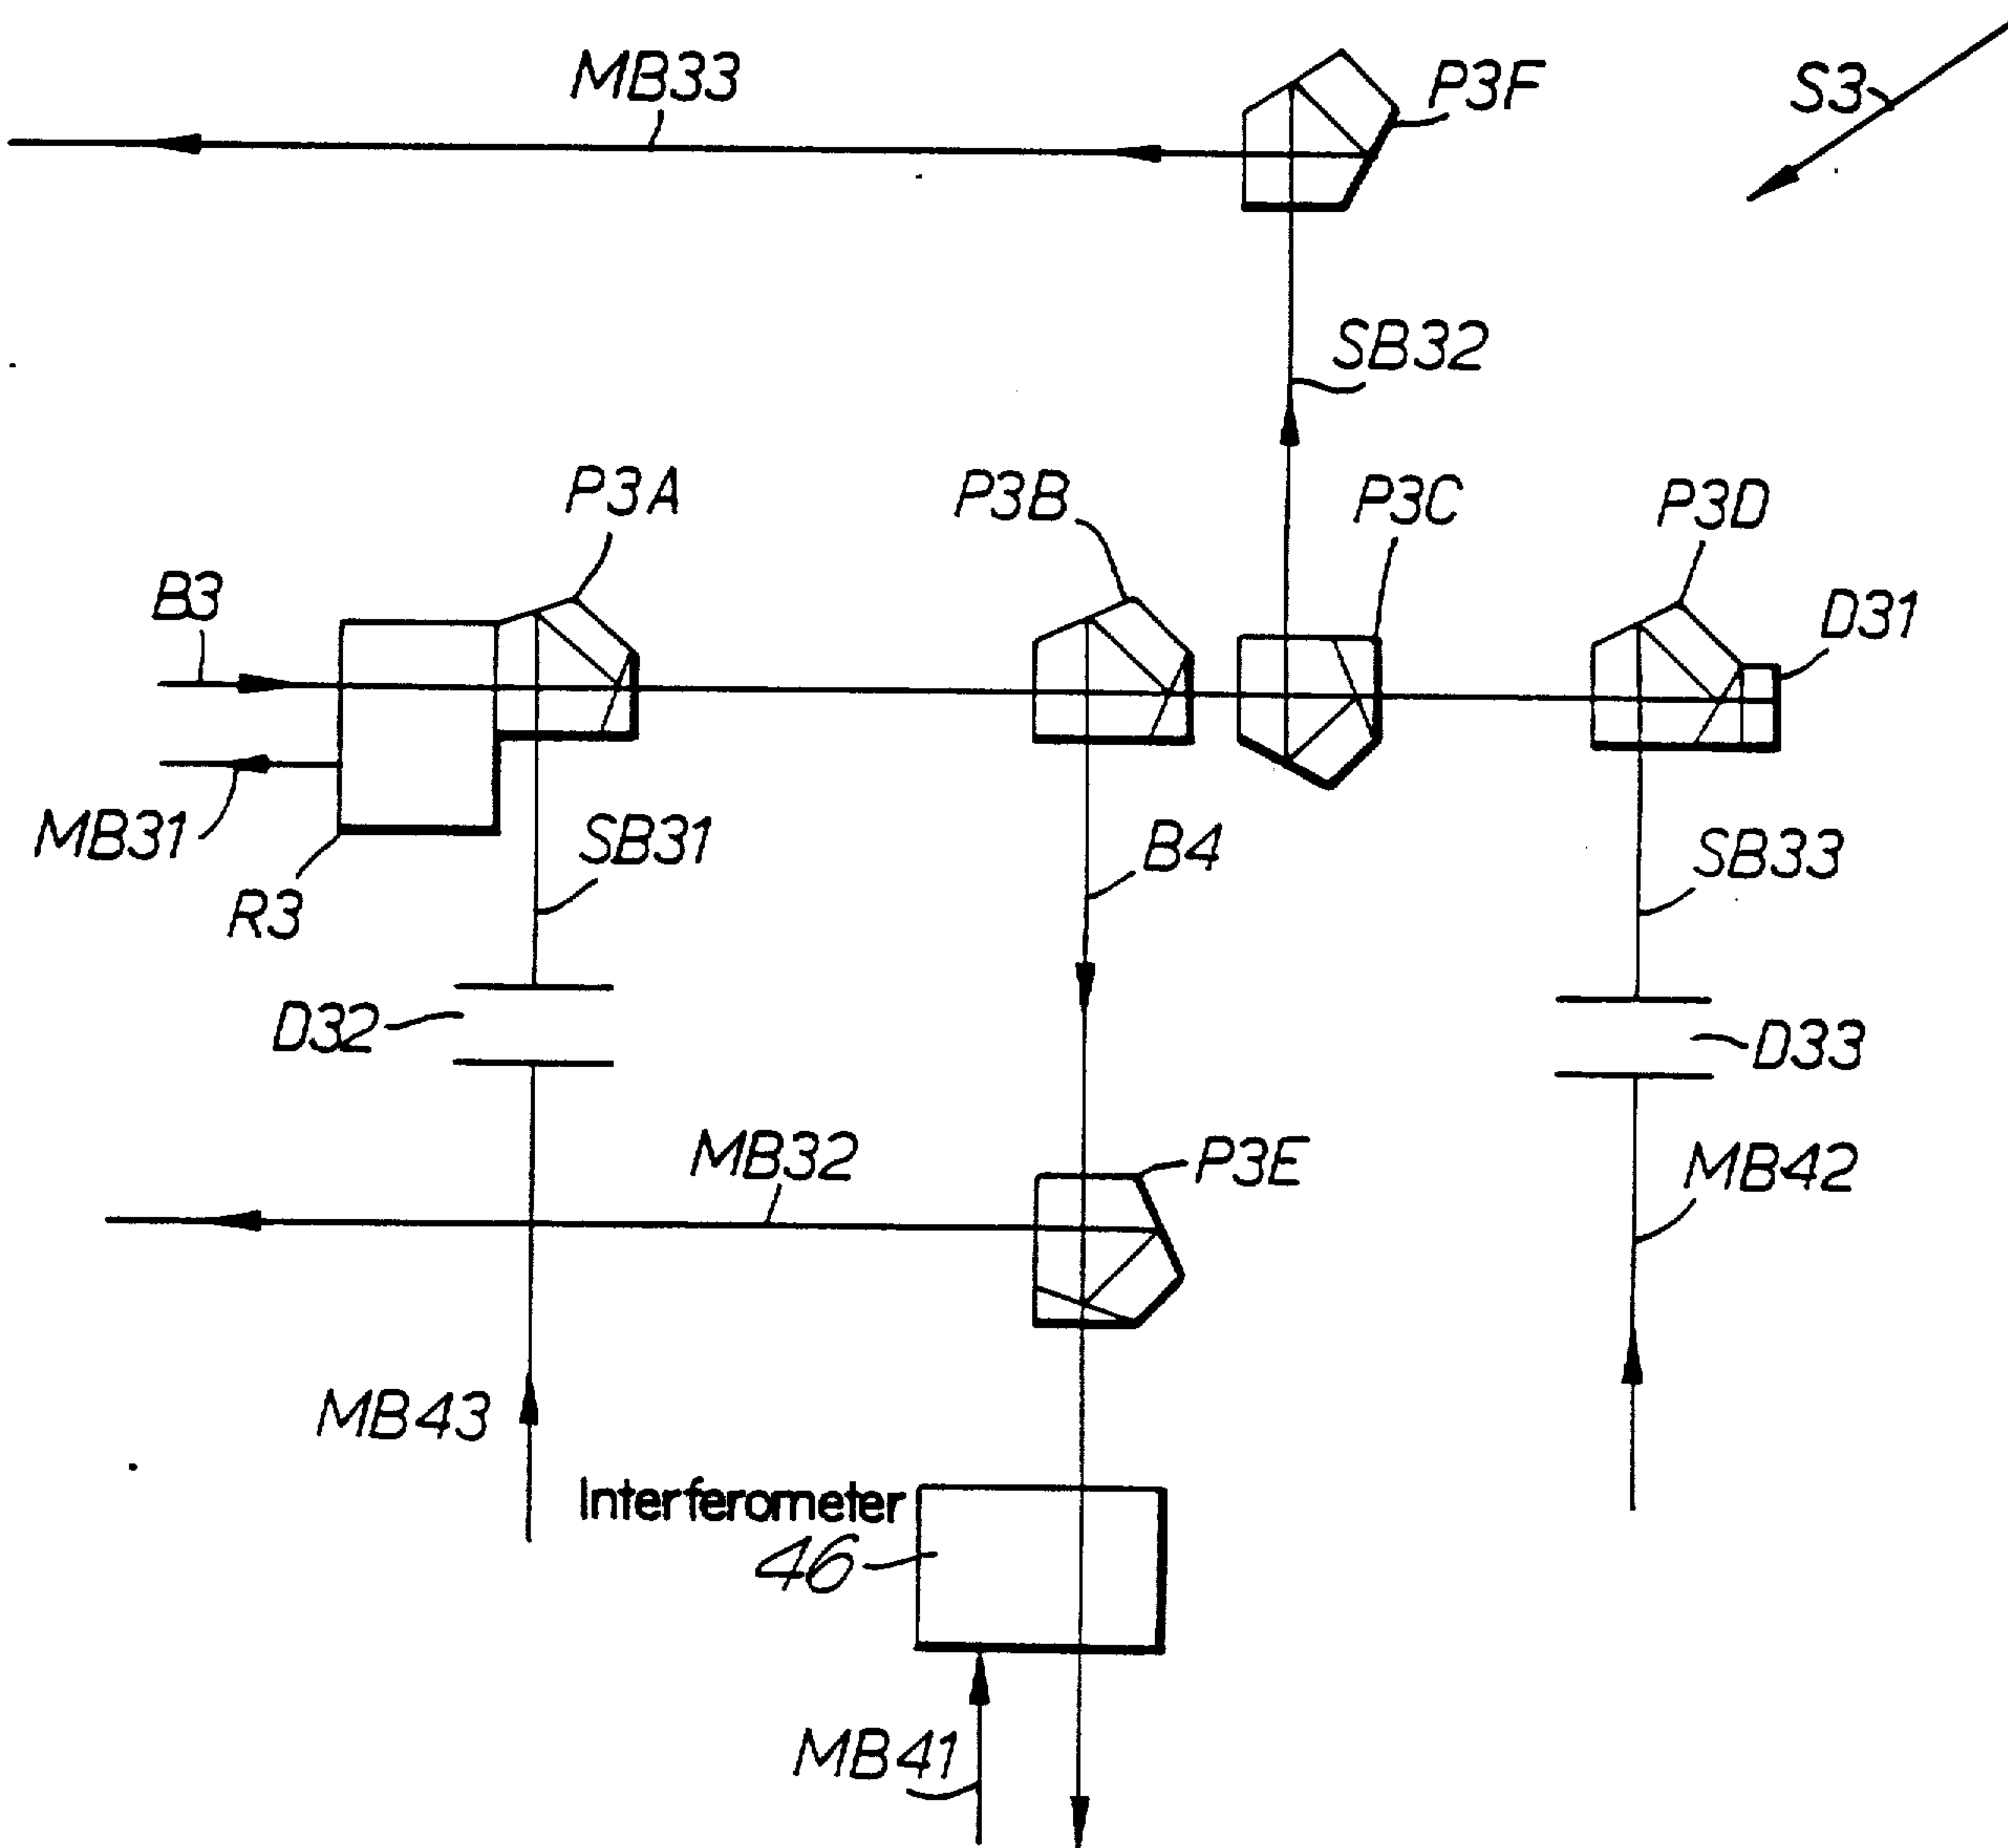 MB33
P3F
S3
SB32
P3A
P3B
P3C
P3D
B3
D31
MB31
SB31
B4
SB33
R3
D32
D33
MB32
P3E
MB42
MB43
Interferometer
46
MB41